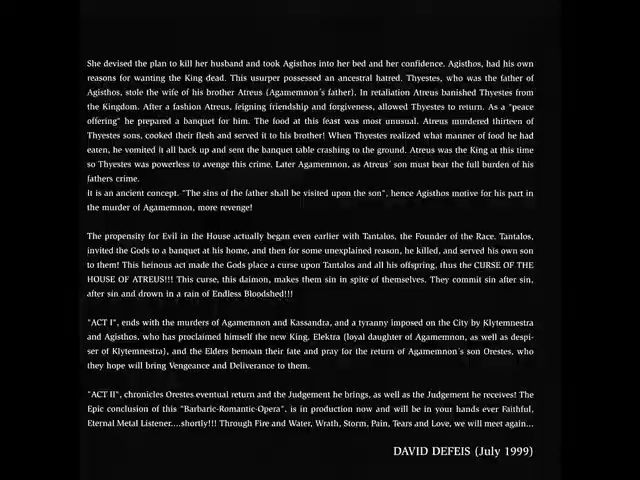 She devised the plan to kill her husband and took Agisthos into her bed and her confidence. Agisthos, had his own
reasons for wanting the King dead. This usurper possessed an ancestral hatred. Thyestes, who was the father of
Agisthos, stole the wife of his brother Atreus (Agamemnon's father). In retaliation Atreus banished Thyestes from
the Kingdom. After a fashion Atreus, feigning friendship and forgiveness, allowed Thyestes to return. As a "peace
offering" he prepared a banquet for him. The food at this feast was most unusual. Atreus murdered thirteen of
Thyestes sons, cooked their flesh and served it to his brother! When Thyestes realized what manner of food he had
eaten, he vomited it all back up and sent the banquet table crashing to the ground. Atreus was the King at this time
so Thyestes was powerless to avenge this crime. Later Agamemnon, as Atreus' son must bear the full burden of his
fathers crime.
It is an ancient concept. "The sins of the father shall be visited upon the son", hence Agisthos motive for his part in
the murder of Agamemnon, more revenge!
The propensity for Evil in the House actually began even earlier with Tantalos, the Founder of the Race. Tantalos,
invited the Gods to a banquet at his home, and then for some unexplained reason, he killed, and served his own son
to them! This heinous act made the Gods place a curse upon Tantalos and all his offspring, thus the CURSE OF THE
HOUSE OF ATREUS!!! This curse, this daimon, makes them sin in spite of themselves. They commit sin after sin,
after sin and drown in a rain of Endless Bloodshed!!!
"ACT I", ends with the murders of Agamemnon and Kassandra, and a tyranny imposed on the City by Klytemnestra
and Agisthos, who has proclaimed himself the new King. Elektra (loyal daughter of Agamemnon, as well as despi-
ser of Klytemnestra), and the Elders bemoan their fate and pray for the return of Agamemnon's son Orestes, who
they hope will bring Vengeance and Deliverance to them.
"ACT II", chronicles Orestes eventual return and the Judgement he brings, as well as the Judgement he receives! The
Epic conclusion of this "Barbaric-Romantic-Opera", is in production now and will be in your hands ever Faithful,
Eternal Metal Listener....shortly!!! Through Fire and Water, Wrath, Storm, Pain, Tears and Love, we will meet again...
DAVID DEFEIS (July 1999)